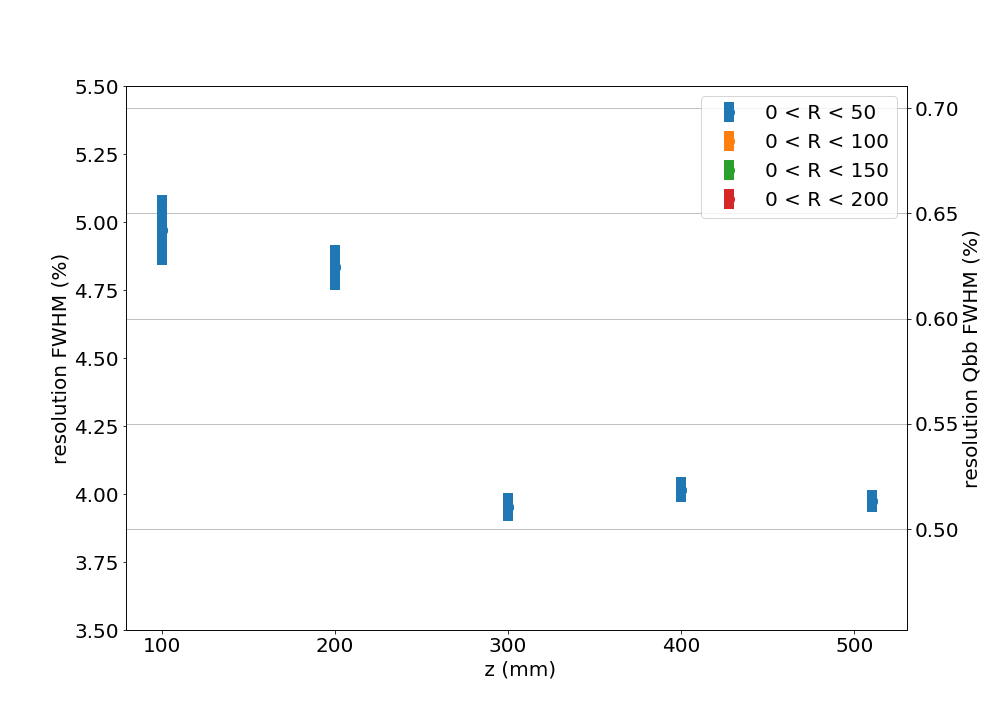 5.50
5.25
5.00
4.75
4.50
4.25
4.00
3.75
3.50
resolution FWHM (%)
100
200
300
400
500
z (mm)
0 < R < 50
0 < R < 100
0 < R < 150
0 < R < 200
0.70
0.65
0.60
0.55
0.50
resolution Qbb FWHM (%)